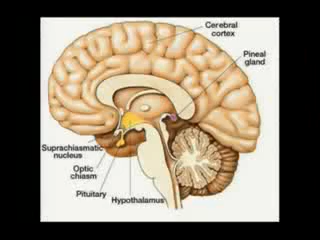 Cerebral
cortex
Pineal
gland
Suprachiasmatic
nucleus
Optic
chiasm
Pituitary
Hypothalamus